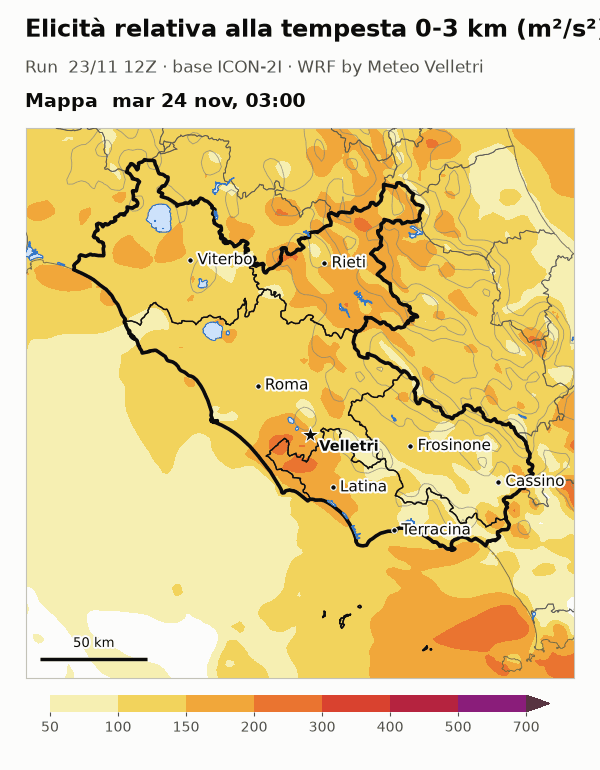 Elicità relativa alla tempesta 0-3 km (m²/s²)
Run 23/11 12Z · base ICON-2I · WRF by Meteo Velletri
Mappa mar 24 nov, 03:00
Viterbo
Rieti
Roma
Velletri
Frosinone
Latina
Cassino
Terracina
50 km
50 100 150 200 300 400 500 700